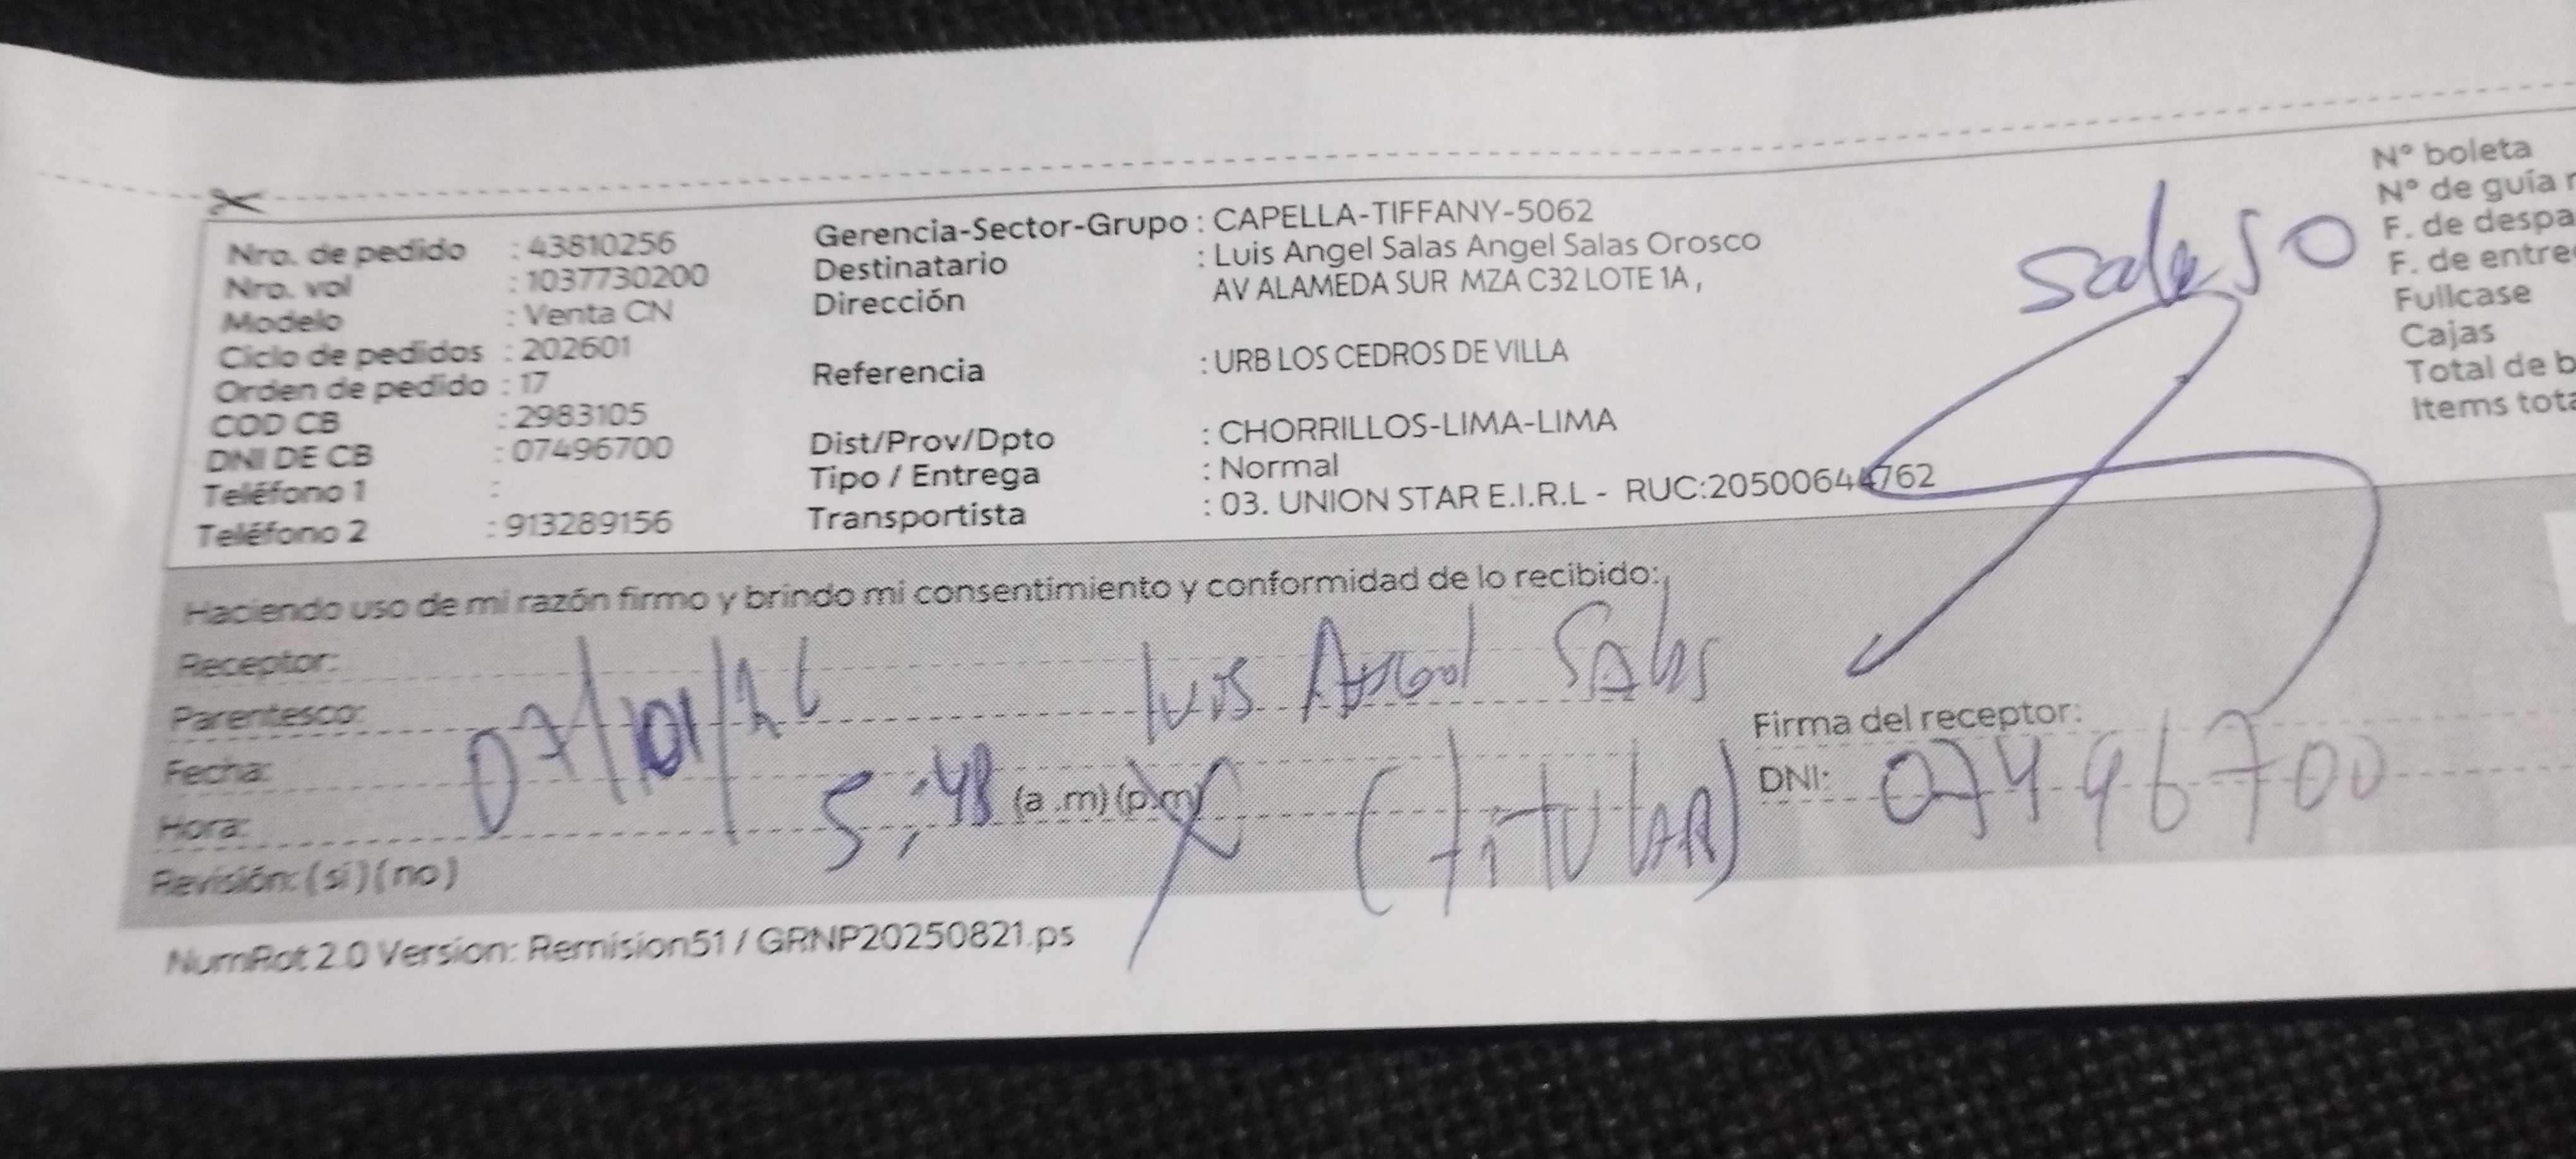 Nro. de pedido : 43810256
Nro. vol : 1037730200
Modelo : Venta CN
Ciclo de pedidos : 202601
Orden de pedido : 17
COD CB : 2983105
DNI DE CB : 07496700
Teléfono 1 :
Teléfono 2 : 913289156
Gerencia-Sector-Grupo : CAPELLA-TIFFANY-5062
Destinatario : Luis Angel Salas Angel Salas Orosco
Dirección AV ALAMEDA SUR MZA C32 LOTE 1A ,
Referencia : URB LOS CEDROS DE VILLA
Dist/Prov/Dpto : CHORRILLOS-LIMA-LIMA
Tipo / Entrega : Normal
Transportista : 03. UNION STAR E.I.R.L - RUC:20500644762
N° boleta
N° de guía
F. de despa
F. de entre
Fullcase
Cajas
Total de b
Items tota
Haciendo uso de mi razón firmo y brindo mi consentimiento y conformidad de lo recibido:
Receptor: Luis Angel Salas
Parentesco: (titular)
Fecha: 07/01/26
Hora: 5:48 (a.m) (p.m)
Revisión: (si) (no)
Firma del receptor:
DNI: 07496700
NumRot 2.0 Version: Remision51 / GRNP20250821.ps